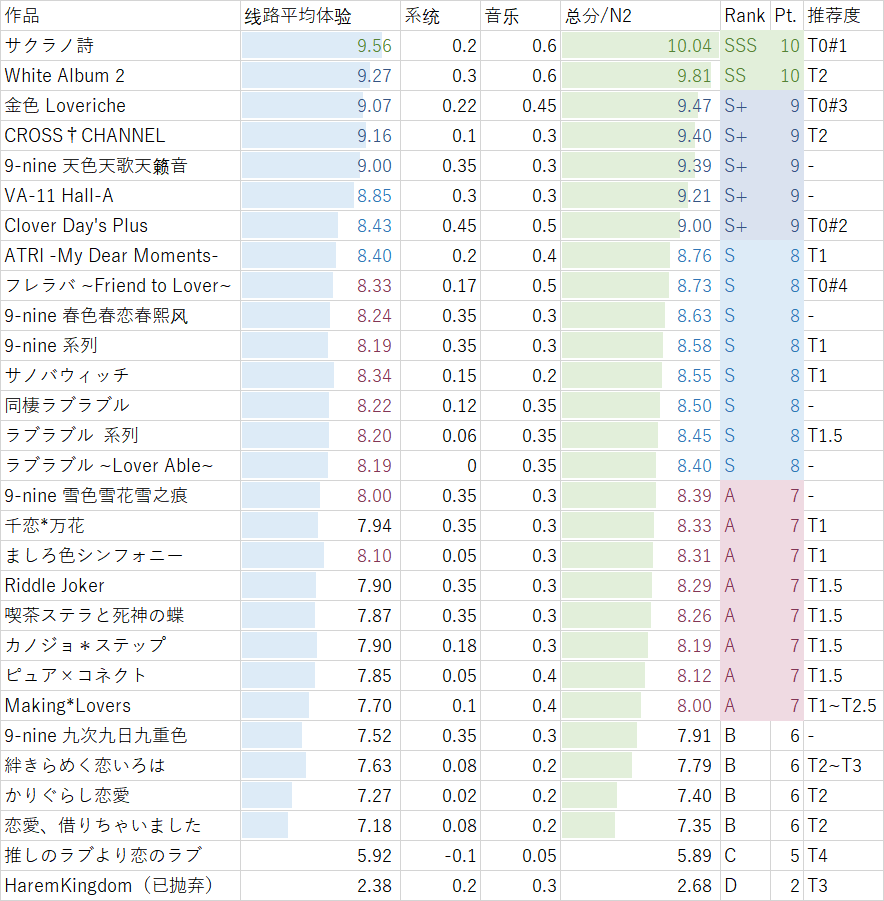 作品 线路平均体验 系统 音乐 总分/N2 Rank Pt. 推荐度
サクラノ詩 9.56 0.2 0.6 10.04 SSS 10 T0#1
White Album 2 9.27 0.3 0.6 9.81 SS 10 T2
金色 Loveriche 9.07 0.22 0.45 9.47 S+ 9 T0#3
CROSS†CHANNEL 9.16 0.1 0.3 9.40 S+ 9 T2
9-nine 天色天歌天籁音 9.00 0.35 0.3 9.39 S+ 9 -
VA-11 Hall-A 8.85 0.3 0.3 9.21 S+ 9 -
Clover Day's Plus 8.43 0.45 0.5 9.00 S+ 9 T0#2
ATRI -My Dear Moments- 8.40 0.2 0.4 8.76 S 8 T1
フレラバ ~Friend to Lover~ 8.33 0.17 0.5 8.73 S 8 T0#4
9-nine 春色春恋春熙风 8.24 0.35 0.3 8.63 S 8 -
9-nine 系列 8.19 0.35 0.3 8.58 S 8 T1
サノバウィッチ 8.34 0.15 0.2 8.55 S 8 T1
同棲ラブラブル 8.22 0.12 0.35 8.50 S 8 -
ラブラブル 系列 8.20 0.06 0.35 8.45 S 8 T1.5
ラブラブル ~Lover Able~ 8.19 0 0.35 8.40 S 8 -
9-nine 雪色雪花雪之痕 8.00 0.35 0.3 8.39 A 7 -
千恋*万花 7.94 0.35 0.3 8.33 A 7 T1
ましろ色シンフォニー 8.10 0.05 0.3 8.31 A 7 T1
Riddle Joker 7.90 0.35 0.3 8.29 A 7 T1.5
喫茶ステラと死神の蝶 7.87 0.35 0.3 8.26 A 7 T1.5
カノジョ＊ステップ 7.90 0.18 0.3 8.19 A 7 T1.5
ピュア×コネクト 7.85 0.05 0.4 8.12 A 7 T1.5
Making*Lovers 7.70 0.1 0.4 8.00 A 7 T1~T2.5
9-nine 九次九日九重色 7.52 0.35 0.3 7.91 B 6 -
絆きらめく恋いろは 7.63 0.08 0.2 7.79 B 6 T2~T3
かりぐらし恋愛 7.27 0.02 0.2 7.40 B 6 T2
恋愛、借りちゃいました 7.18 0.08 0.2 7.35 B 6 T2
推しのラブより恋のラブ 5.92 -0.1 0.05 5.89 C 5 T4
HaremKingdom（已抛弃） 2.38 0.2 0.3 2.68 D 2 T3